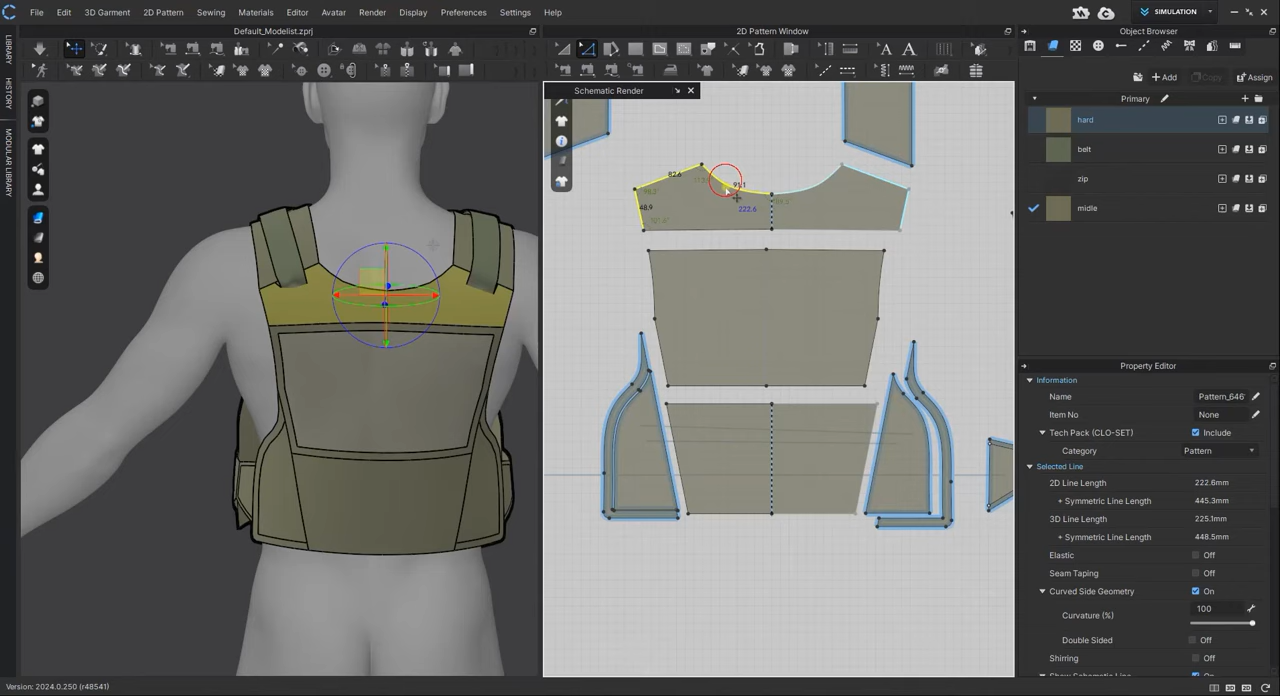 File Edit 3D Garment 2D Pattern Sewing Materials Editor Avatar Render Display Preferences Settings Help
SIMULATION
LIBRARY
HISTORY
MODULAR LIBRARY
Default_Modelist.zprj
2D Pattern Window
Object Browser
Schematic Render
Add Copy Assign
Primary
hard
belt
zip
midle
82.6
91.1
48.9
222.6
Property Editor
Information
Name Pattern_646
Item No None
Tech Pack (CLO-SET) Include
Category Pattern
Selected Line
2D Line Length 222.6mm
+ Symmetric Line Length 445.3mm
3D Line Length 225.1mm
+ Symmetric Line Length 448.5mm
Elastic Off
Seam Taping Off
Curved Side Geometry On
Curvature (%) 100
Double Sided Off
Shirring Off
Show Schematic Line
Version: 2024.0.250 (r48541)